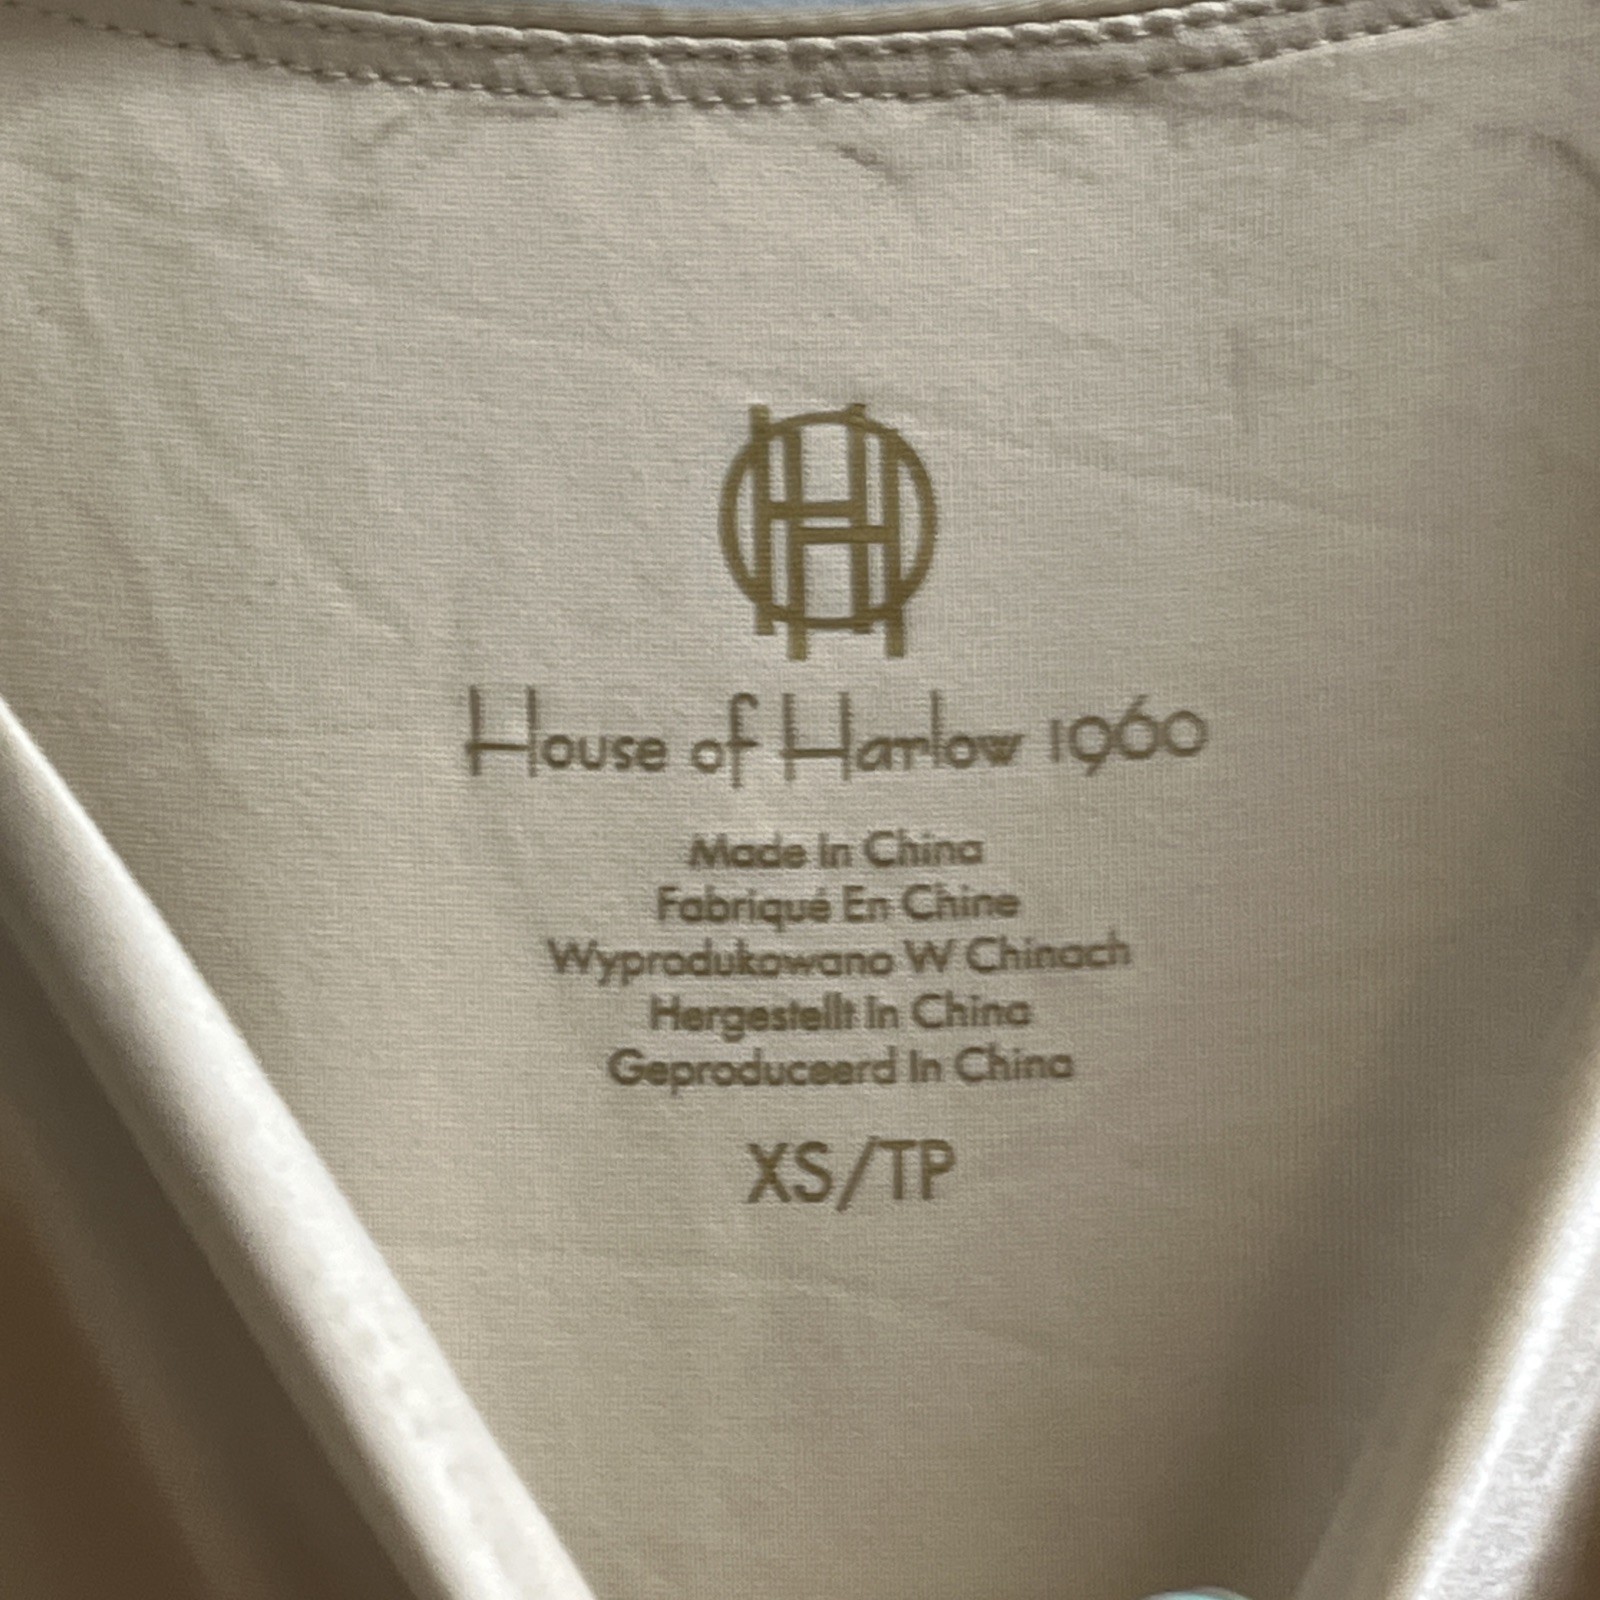 House of Harlow 1960
Made In China
Fabriqué En Chine
Wyprodukowano W Chinach
Hergestellt In China
Geproduceerd In China
XS/TP